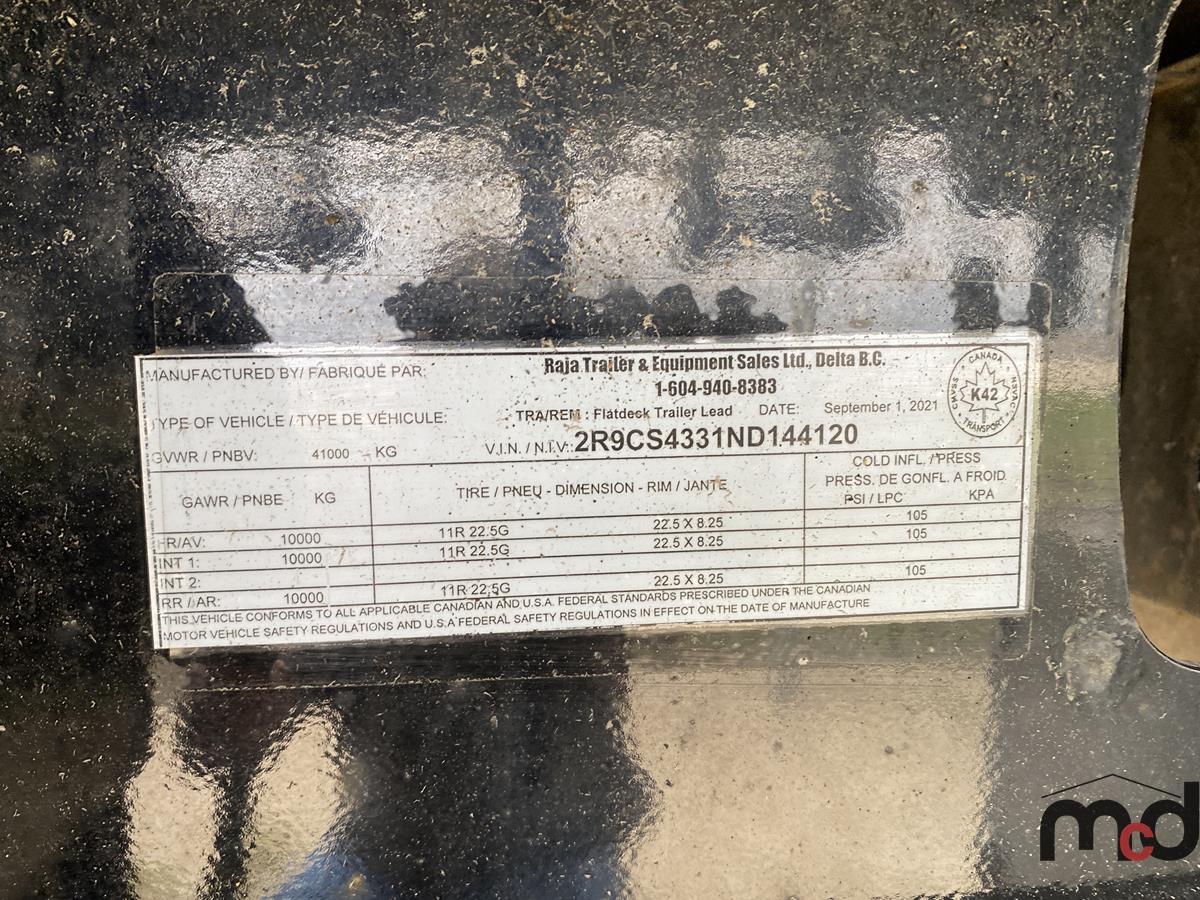 MANUFACTURED BY/ FABRIQUÉ PAR: Raja Trailer & Equipment Sales Ltd., Delta B.C.
1-604-940-8383
TYPE OF VEHICLE / TYPE DE VÉHICULE: TRA/REM : Flatdeck Trailer Lead DATE: September 1, 2021
GVWR / PNBV: 41000 KG V.I.N. / N.I.V.: 2R9CS4331ND144120
CANADA
CMVSS K42 NSVAC
TRANSPORT
GAWR / PNBE KG TIRE / PNEU - DIMENSION - RIM / JANTE COLD INFL. / PRESS
PRESS. DE GONFL. A FROID
PSI / LPC KPA
FR/AV: 10000 11R 22.5G 22.5 X 8.25 105
INT 1: 10000 11R 22.5G 22.5 X 8.25 105
INT 2:
RR / AR: 10000 11R 22.5G 22.5 X 8.25 105
THIS VEHICLE CONFORMS TO ALL APPLICABLE CANADIAN AND U.S.A. FEDERAL STANDARDS PRESCRIBED UNDER THE CANADIAN
MOTOR VEHICLE SAFETY REGULATIONS AND U.S.A FEDERAL SAFETY REGULATIONS IN EFFECT ON THE DATE OF MANUFACTURE
mcd